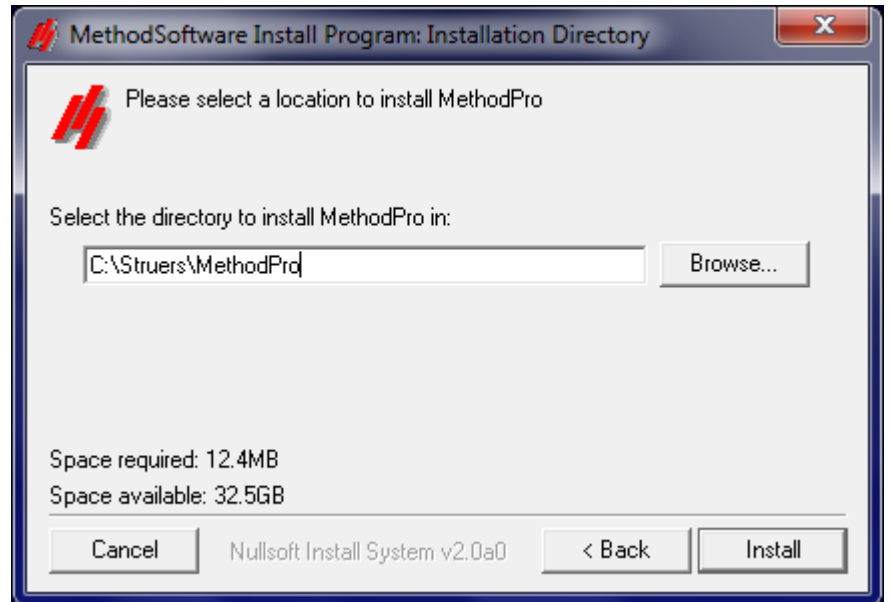 MethodSoftware Install Program: Installation Directory
Please select a location to install MethodPro
Select the directory to install MethodPro in:
C:\Struers\MethodPro
Browse...
Space required: 12.4MB
Space available: 32.5GB
Cancel
Nullsoft Install System v2.0a0
< Back
Install